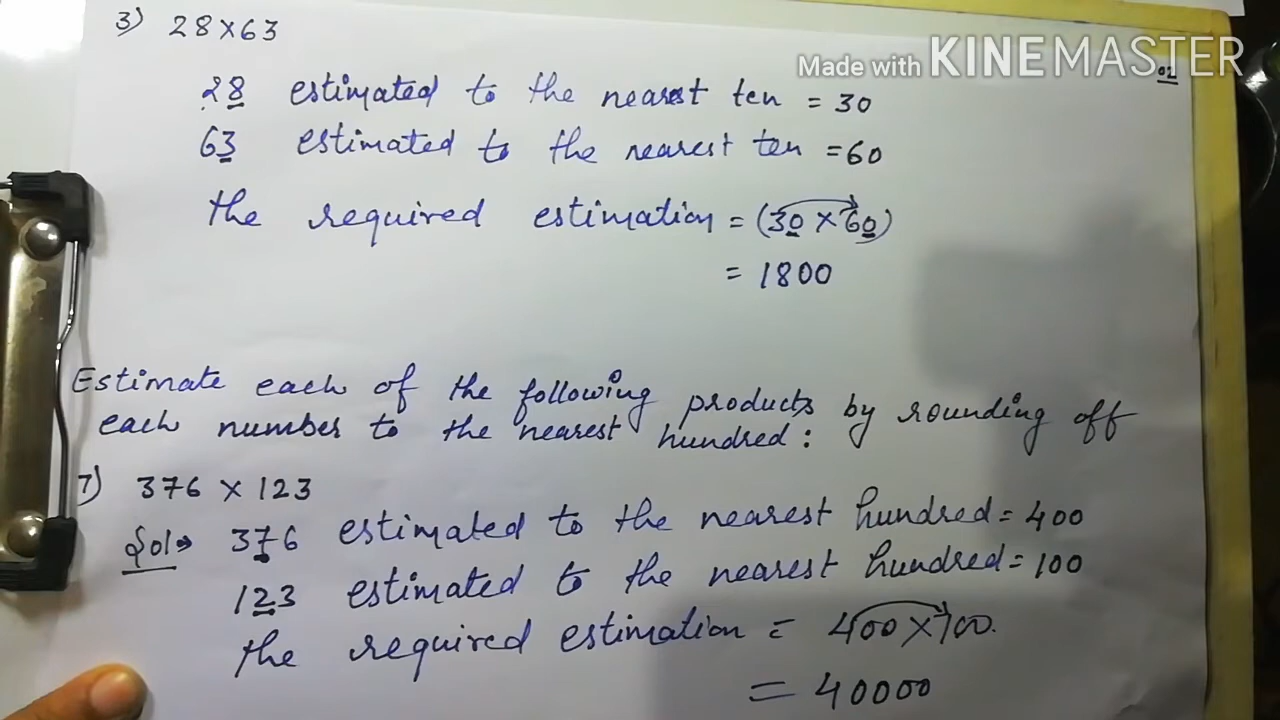 3) 28×63
Made with KINEMASTER
28 estimated to the nearest ten = 30
63 estimated to the nearest ten = 60
the required estimation = (30 × 60)
= 1800
Estimate each of the following products by rounding off
each number to the nearest hundred:
7) 376 × 123
Sol→ 376 estimated to the nearest hundred = 400
123 estimated to the nearest hundred = 100
the required estimation = 400×100.
= 40000